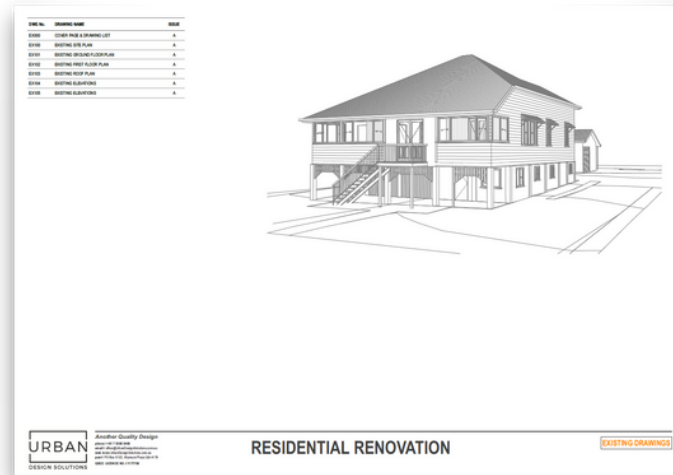 DWG No. DRAWING NAME ISSUE
EX000 COVER PAGE & DRAWING LIST A
EX100 EXISTING SITE PLAN A
EX101 EXISTING GROUND FLOOR PLAN A
EX102 EXISTING FIRST FLOOR PLAN A
EX103 EXISTING ROOF PLAN A
EX104 EXISTING ELEVATIONS A
EX105 EXISTING ELEVATIONS A
URBAN
DESIGN SOLUTIONS
Another Quality Design
RESIDENTIAL RENOVATION
EXISTING DRAWINGS